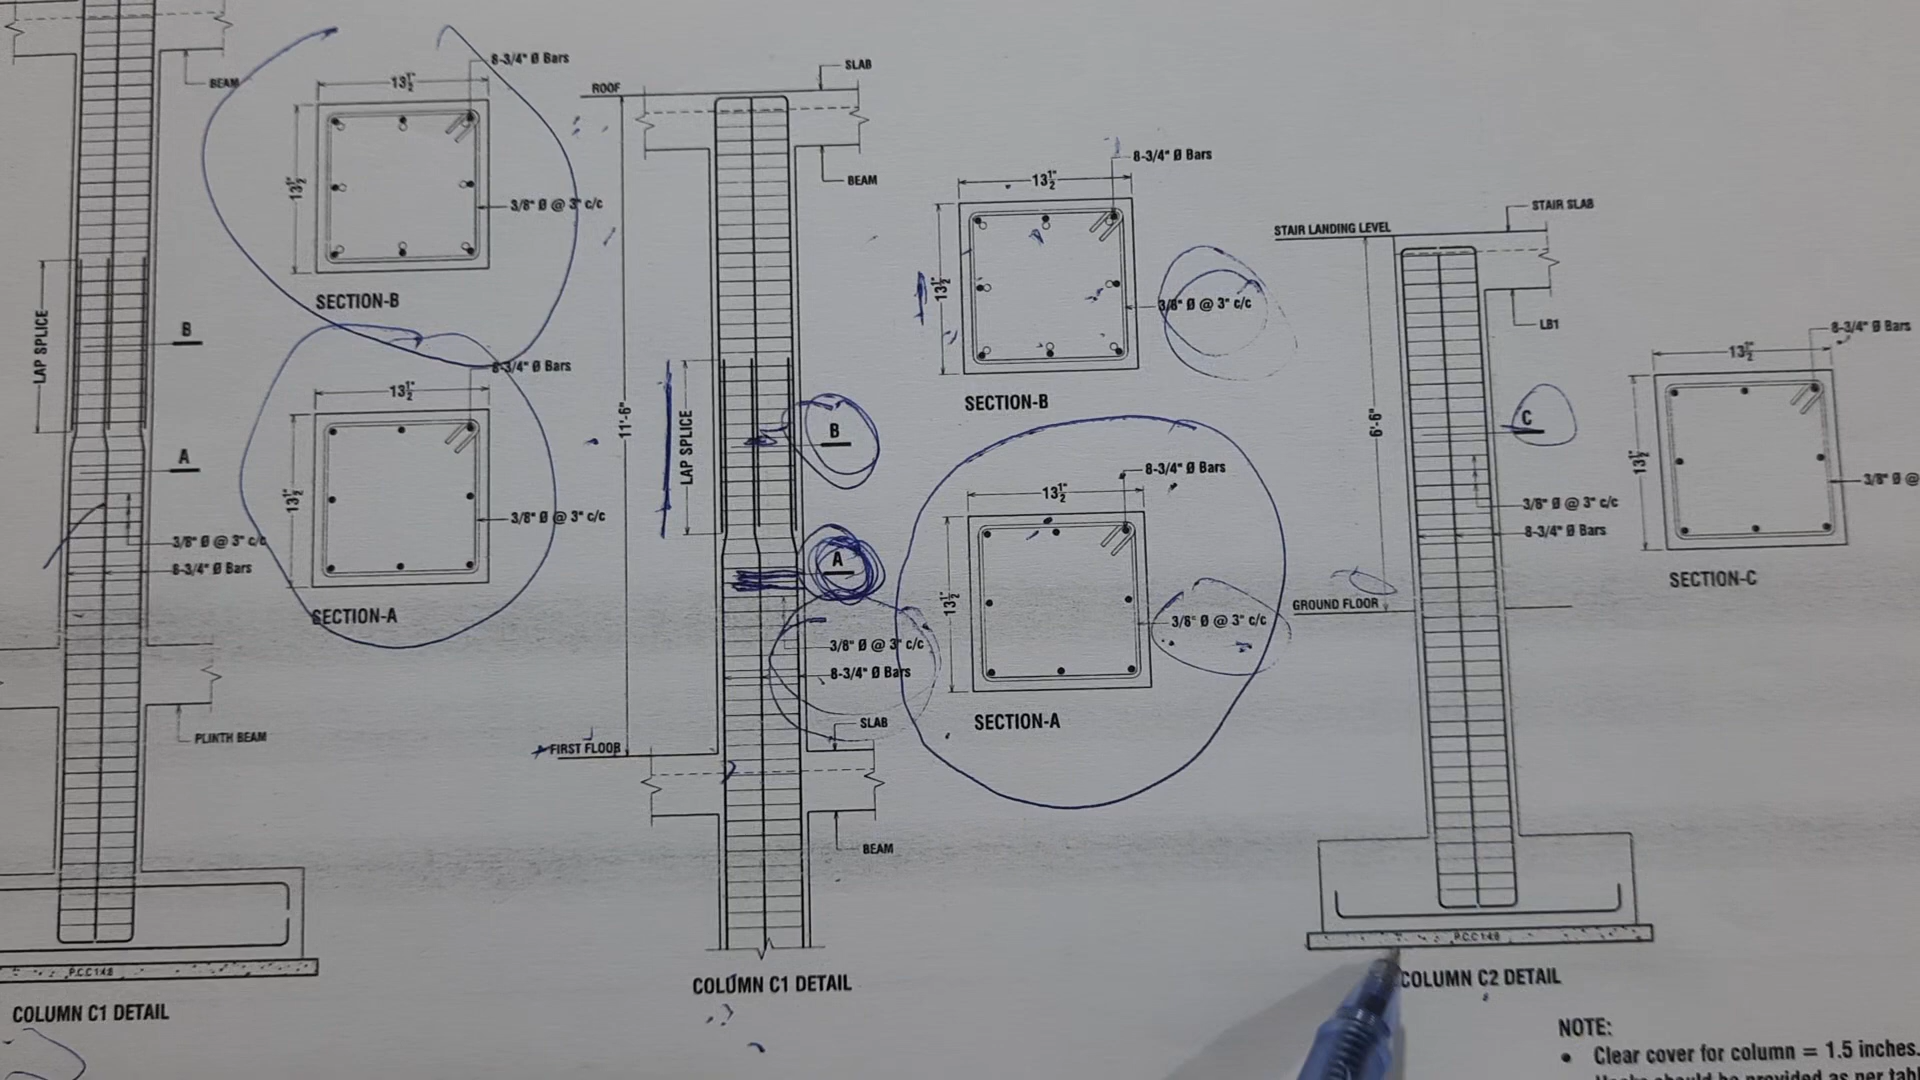 BEAM
13½"
8-3/4" Ø Bars
13½"
3/8" Ø @ 3" c/c
SECTION-B
LAP SPLICE
B
A
13½"
8-3/4" Ø Bars
13½"
3/8" Ø @ 3" c/c
SECTION-A
3/8" Ø @ 3" c/c
8-3/4" Ø Bars
PLINTH BEAM
P.C.C 1:4:8
COLUMN C1 DETAIL
ROOF
SLAB
BEAM
11'-6"
LAP SPLICE
B
A
3/8" Ø @ 3" c/c
8-3/4" Ø Bars
SLAB
FIRST FLOOR
BEAM
COLUMN C1 DETAIL
8-3/4" Ø Bars
13½"
13½"
3/8" Ø @ 3" c/c
SECTION-B
8-3/4" Ø Bars
13½"
13½"
3/8" Ø @ 3" c/c
SECTION-A
STAIR LANDING LEVEL
STAIR SLAB
LB1
6'-6"
C
3/8" Ø @ 3" c/c
8-3/4" Ø Bars
GROUND FLOOR
P.C.C 1:4:8
COLUMN C2 DETAIL
8-3/4" Ø Bars
13½"
13½"
3/8" Ø @
SECTION-C
NOTE:
• Clear cover for column = 1.5 inches.